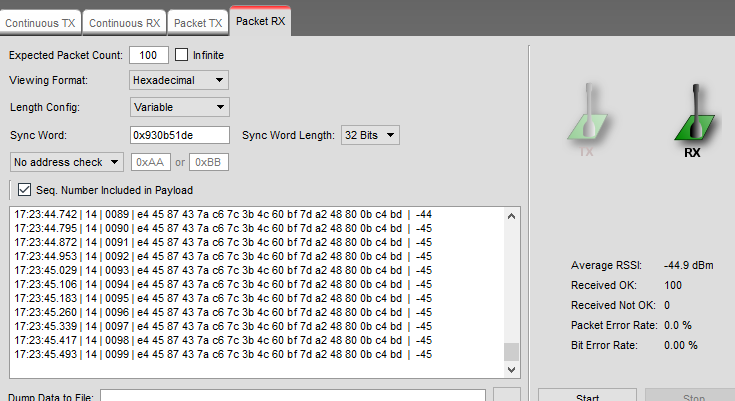 Continuous TX Continuous RX Packet TX Packet RX
Expected Packet Count: 100 Infinite
Viewing Format: Hexadecimal
Length Config: Variable
Sync Word: 0x930b51de Sync Word Length: 32 Bits
No address check 0xAA or 0xBB
Seq. Number Included in Payload
17:23:44.742 | 14 | 0089 | e4 45 87 43 7a c6 7c 3b 4c 60 bf 7d a2 48 80 0b c4 bd | -44
17:23:44.795 | 14 | 0090 | e4 45 87 43 7a c6 7c 3b 4c 60 bf 7d a2 48 80 0b c4 bd | -45
17:23:44.872 | 14 | 0091 | e4 45 87 43 7a c6 7c 3b 4c 60 bf 7d a2 48 80 0b c4 bd | -45
17:23:44.953 | 14 | 0092 | e4 45 87 43 7a c6 7c 3b 4c 60 bf 7d a2 48 80 0b c4 bd | -45
17:23:45.029 | 14 | 0093 | e4 45 87 43 7a c6 7c 3b 4c 60 bf 7d a2 48 80 0b c4 bd | -45
17:23:45.106 | 14 | 0094 | e4 45 87 43 7a c6 7c 3b 4c 60 bf 7d a2 48 80 0b c4 bd | -45
17:23:45.183 | 14 | 0095 | e4 45 87 43 7a c6 7c 3b 4c 60 bf 7d a2 48 80 0b c4 bd | -45
17:23:45.260 | 14 | 0096 | e4 45 87 43 7a c6 7c 3b 4c 60 bf 7d a2 48 80 0b c4 bd | -45
17:23:45.339 | 14 | 0097 | e4 45 87 43 7a c6 7c 3b 4c 60 bf 7d a2 48 80 0b c4 bd | -45
17:23:45.417 | 14 | 0098 | e4 45 87 43 7a c6 7c 3b 4c 60 bf 7d a2 48 80 0b c4 bd | -45
17:23:45.493 | 14 | 0099 | e4 45 87 43 7a c6 7c 3b 4c 60 bf 7d a2 48 80 0b c4 bd | -45
Dump Data to File:
TX RX
Average RSSI: -44.9 dBm
Received OK: 100
Received Not OK: 0
Packet Error Rate: 0.0 %
Bit Error Rate: 0.00 %
Start Stop